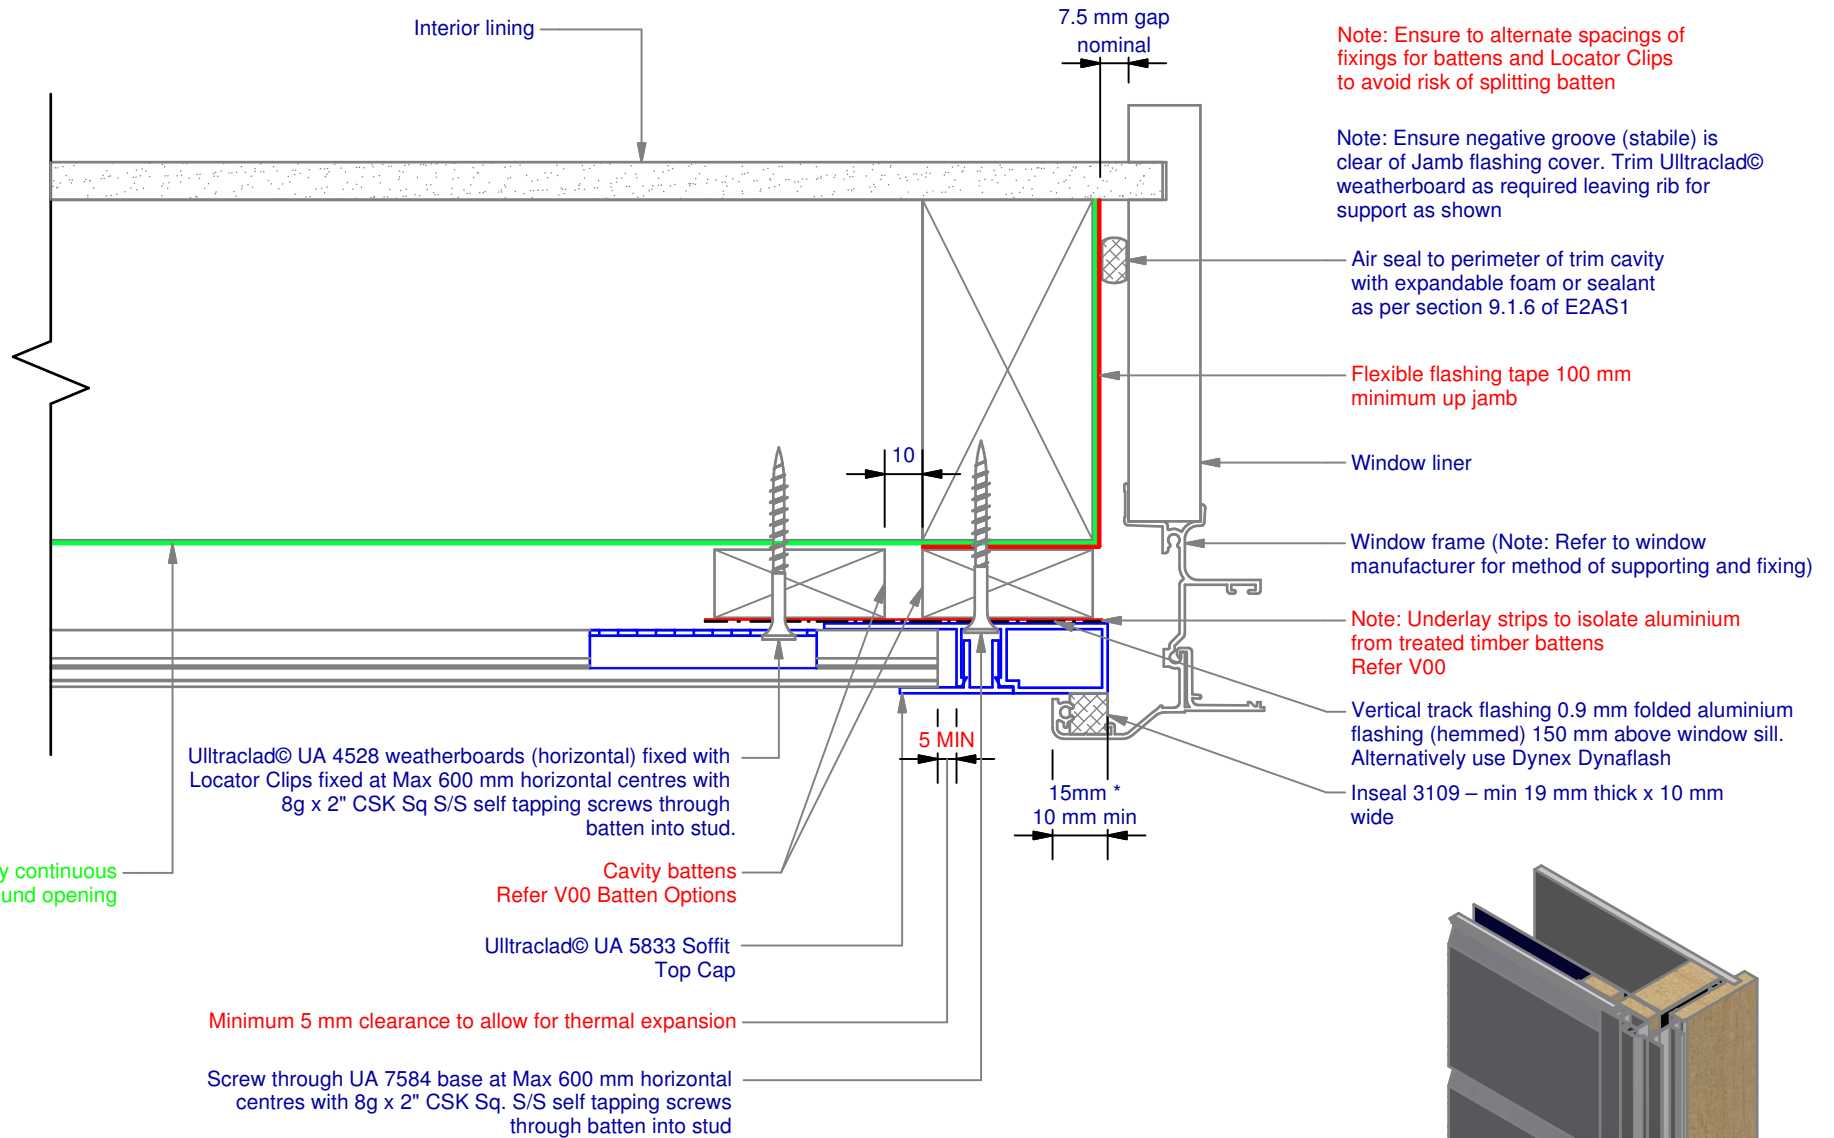 Interior lining
7.5 mm gap
nominal
Note: Ensure to alternate spacings of
fixings for battens and Locator Clips
to avoid risk of splitting batten
Note: Ensure negative groove (stabile) is
clear of Jamb flashing cover. Trim Ulltraclad©
weatherboard as required leaving rib for
support as shown
Air seal to perimeter of trim cavity
with expandable foam or sealant
as per section 9.1.6 of E2AS1
Flexible flashing tape 100 mm
minimum up jamb
10
Window liner
Window frame (Note: Refer to window
manufacturer for method of supporting and fixing)
Note: Underlay strips to isolate aluminium
from treated timber battens
Refer V00
Vertical track flashing 0.9 mm folded aluminium
flashing (hemmed) 150 mm above window sill.
Alternatively use Dynex Dynaflash
Inseal 3109 – min 19 mm thick x 10 mm
wide
5 MIN
15mm *
10 mm min
Ulltraclad© UA 4528 weatherboards (horizontal) fixed with
Locator Clips fixed at Max 600 mm horizontal centres with
8g x 2" CSK Sq S/S self tapping screws through
batten into stud.
y continuous
und opening
Cavity battens
Refer V00 Batten Options
Ulltraclad© UA 5833 Soffit
Top Cap
Minimum 5 mm clearance to allow for thermal expansion
Screw through UA 7584 base at Max 600 mm horizontal
centres with 8g x 2" CSK Sq. S/S self tapping screws
through batten into stud